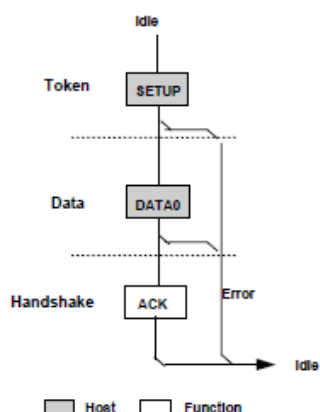 Idle
Token
SETUP
Data
DATA0
Handshake
ACK
Error
Idle
Host Function